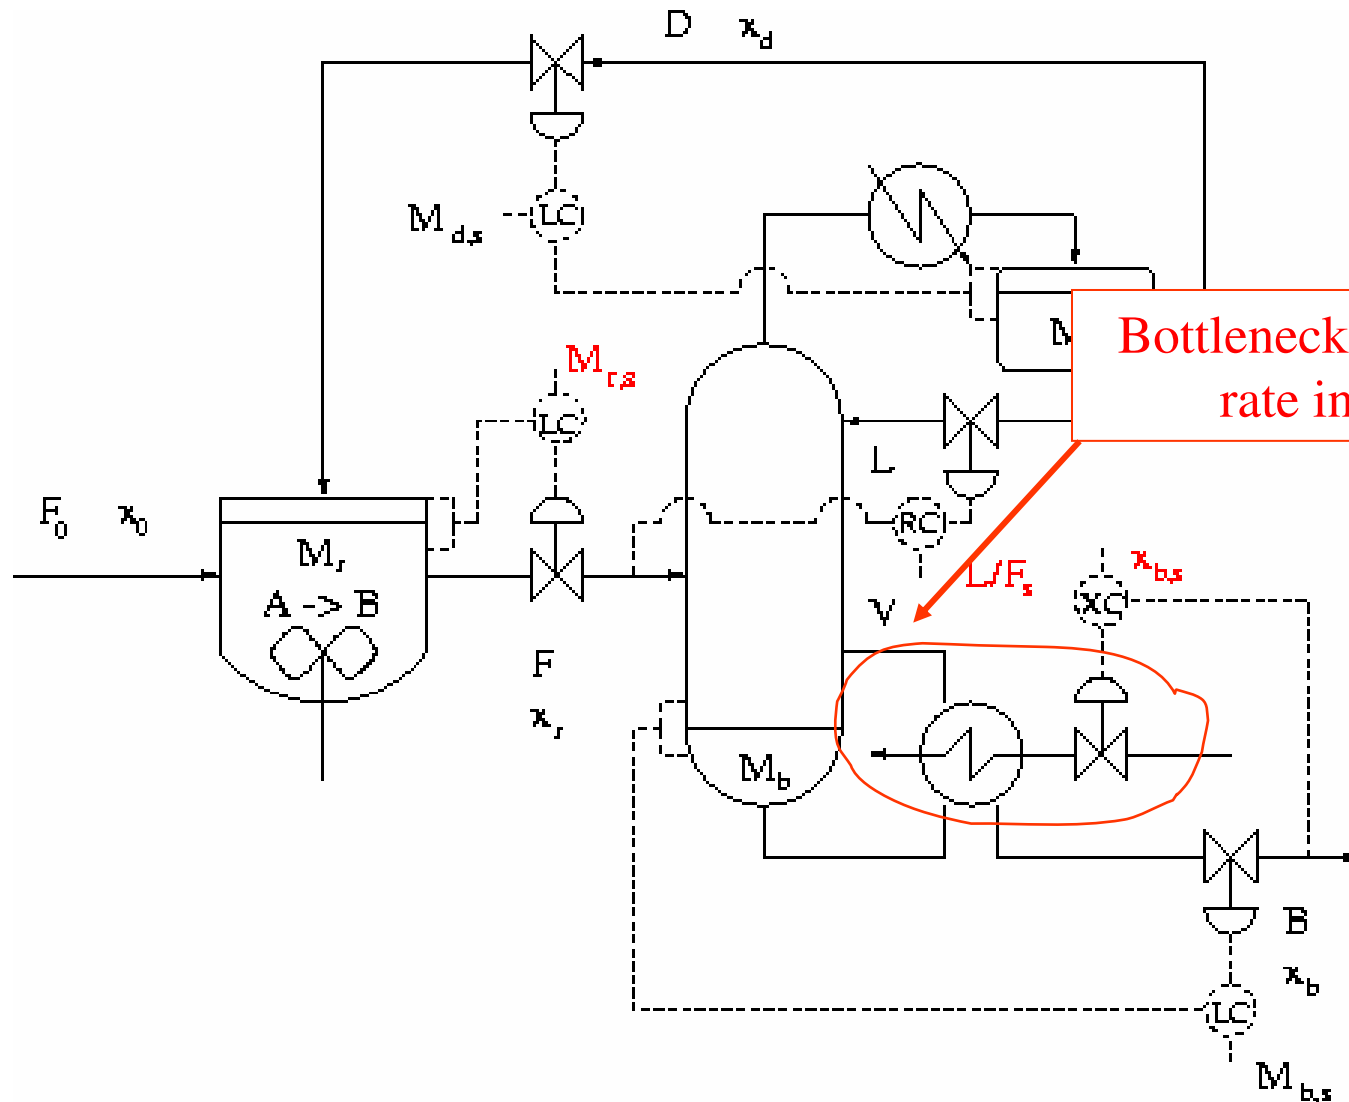 D x_d
LC
M_d,s
M
Bottleneck
rate in
M_r,s
LC
L
F_0 x_0
M_r
A -> B
RC
L/F_s
x_b,s
XC
V
F
x_r
M_b
B
x_b
LC
M_b,s